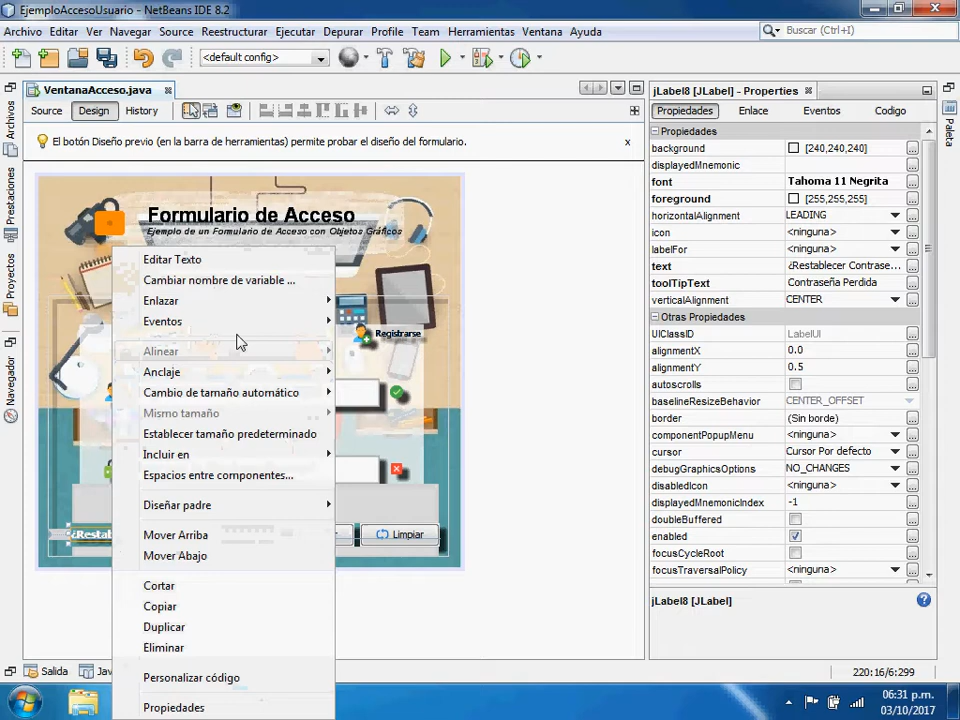 EjemploAccesoUsuario - NetBeans IDE 8.2
Archivo Editar Ver Navegar Source Reestructurar Ejecutar Depurar Profile Team Herramientas Ventana Ayuda
Buscar (Ctrl+I)
<default config>
VentanaAcceso.java
jLabel8 [JLabel] - Properties
Source Design History
Propiedades Enlace Eventos Codigo
El botón Diseño previo (en la barra de herramientas) permite probar el diseño del formulario.
x
Archivos
Prestaciones
Proyectos
Navegador
Paleta
Formulario de Acceso
Ejemplo de un Formulario de Acceso con Objetos Gráficos
Registrarse
¿Restab
Limpiar
Editar Texto
Cambiar nombre de variable ...
Enlazar
Eventos
Alinear
Anclaje
Cambio de tamaño automático
Mismo tamaño
Establecer tamaño predeterminado
Incluir en
Espacios entre componentes...
Diseñar padre
Mover Arriba
Mover Abajo
Cortar
Copiar
Duplicar
Eliminar
Personalizar código
Propiedades
Propiedades
background [240,240,240] ...
displayedMnemonic ...
font Tahoma 11 Negrita ...
foreground [255,255,255] ...
horizontalAlignment LEADING ...
icon <ninguna> ...
labelFor <ninguna> ...
text ¿Restablecer Contrase... ...
toolTipText Contraseña Perdida ...
verticalAlignment CENTER ...
Otras Propiedades
UIClassID LabelUI ...
alignmentX 0.0 ...
alignmentY 0.5 ...
autoscrolls ...
baselineResizeBehavior CENTER_OFFSET ...
border (Sin borde) ...
componentPopupMenu <ninguna> ...
cursor Cursor Por defecto ...
debugGraphicsOptions NO_CHANGES ...
disabledIcon <ninguna> ...
displayedMnemonicIndex -1 ...
doubleBuffered ...
enabled ...
focusCycleRoot ...
focusTraversalPolicy <ninguna> ...
jLabel8 [JLabel]
Salida
Jav
220:16/6:299
06:31 p.m.
03/10/2017